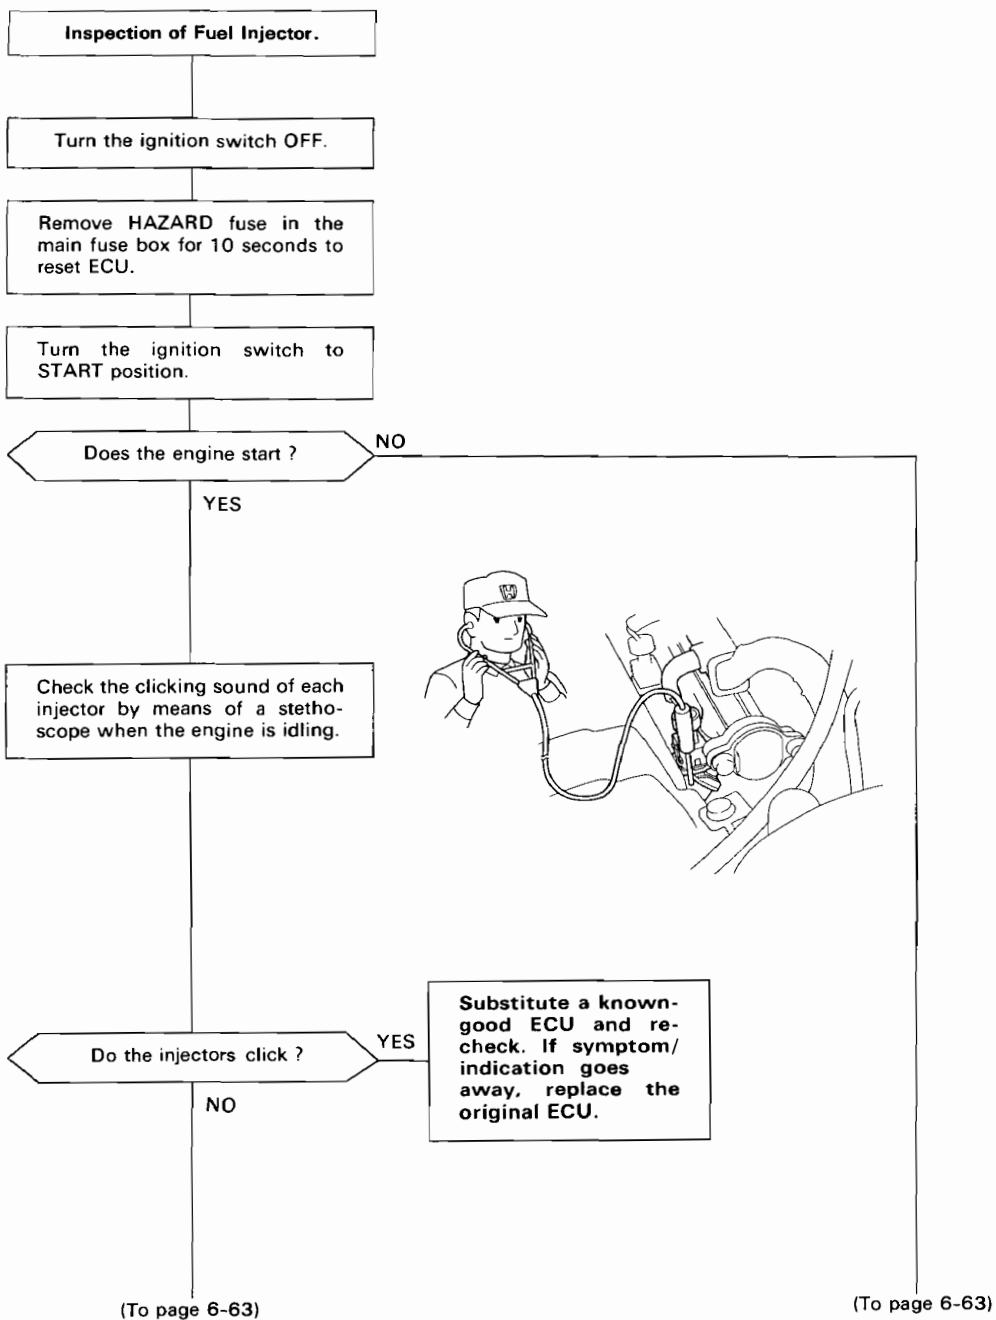 Inspection of Fuel Injector.
Turn the ignition switch OFF.
Remove HAZARD fuse in the
main fuse box for 10 seconds to
reset ECU.
Turn the ignition switch to
START position.
Does the engine start ?
NO
YES
Check the clicking sound of each
injector by means of a stetho-
scope when the engine is idling.
Do the injectors click ?
YES
Substitute a known-
good ECU and re-
check. If symptom/
indication goes
away, replace the
original ECU.
NO
(To page 6-63)
(To page 6-63)